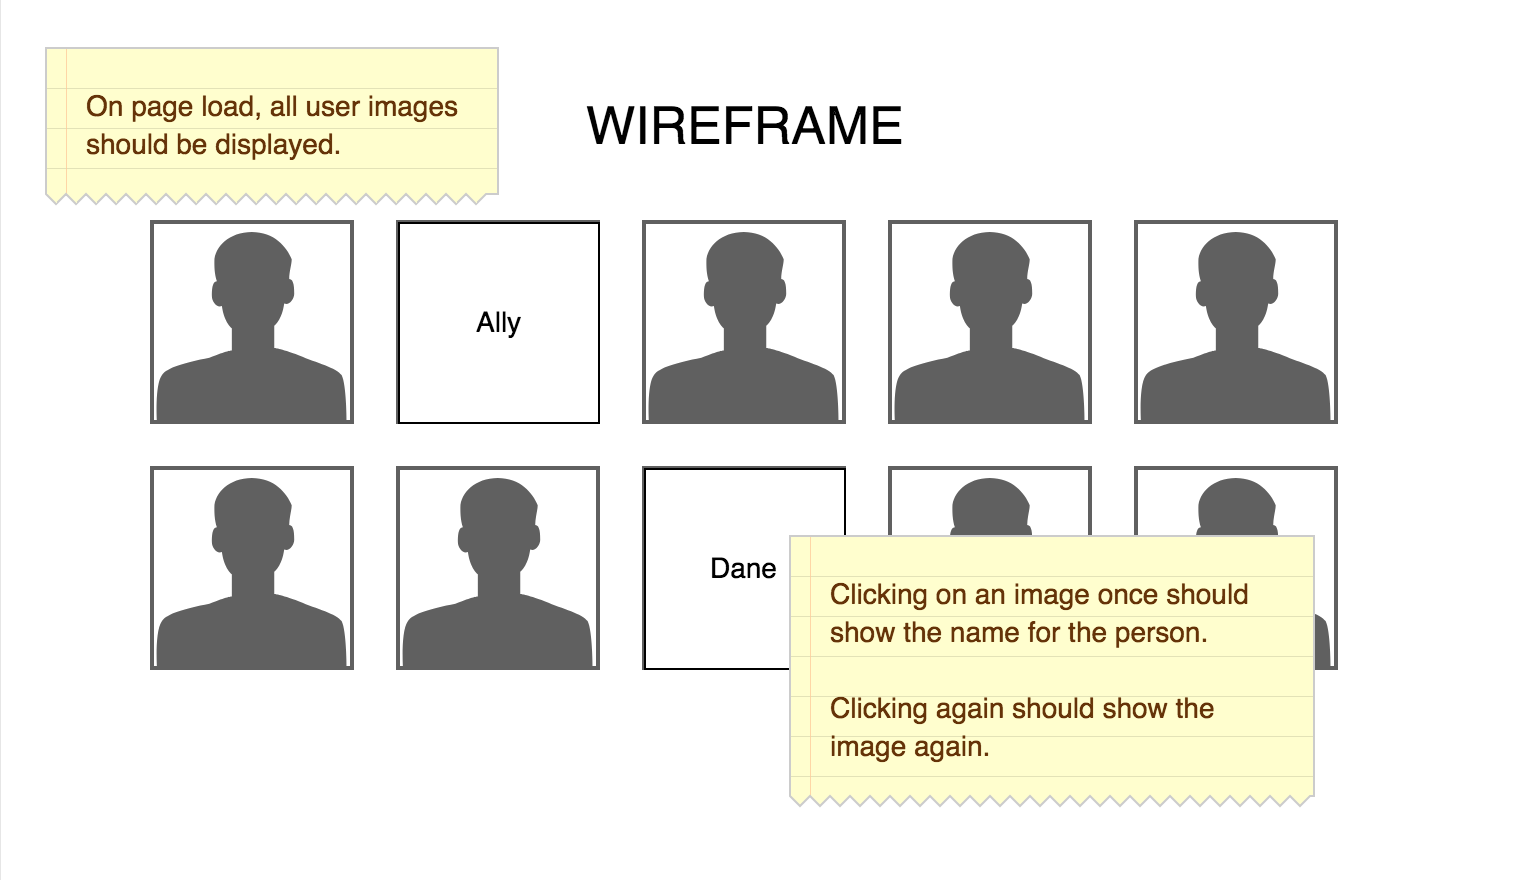 On page load, all user images
should be displayed.
WIREFRAME
Ally
Dane
Clicking on an image once should
show the name for the person.
Clicking again should show the
image again.